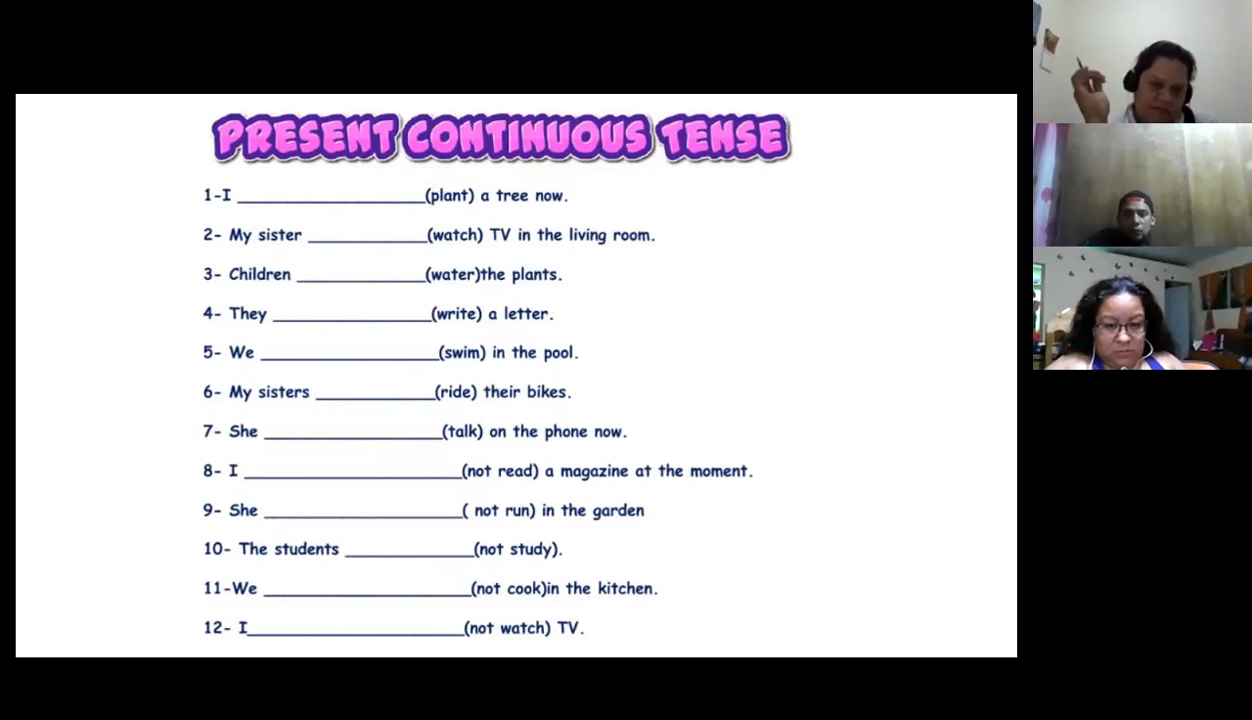 PRESENT CONTINUOUS TENSE
1-I ____________________(plant) a tree now.
2- My sister _____________(watch) TV in the living room.
3- Children ______________(water)the plants.
4- They _________________(write) a letter.
5- We ___________________(swim) in the pool.
6- My sisters _____________(ride) their bikes.
7- She ___________________(talk) on the phone now.
8- I _______________________(not read) a magazine at the moment.
9- She _____________________( not run) in the garden
10- The students ______________(not study).
11-We ______________________(not cook)in the kitchen.
12- I_______________________(not watch) TV.